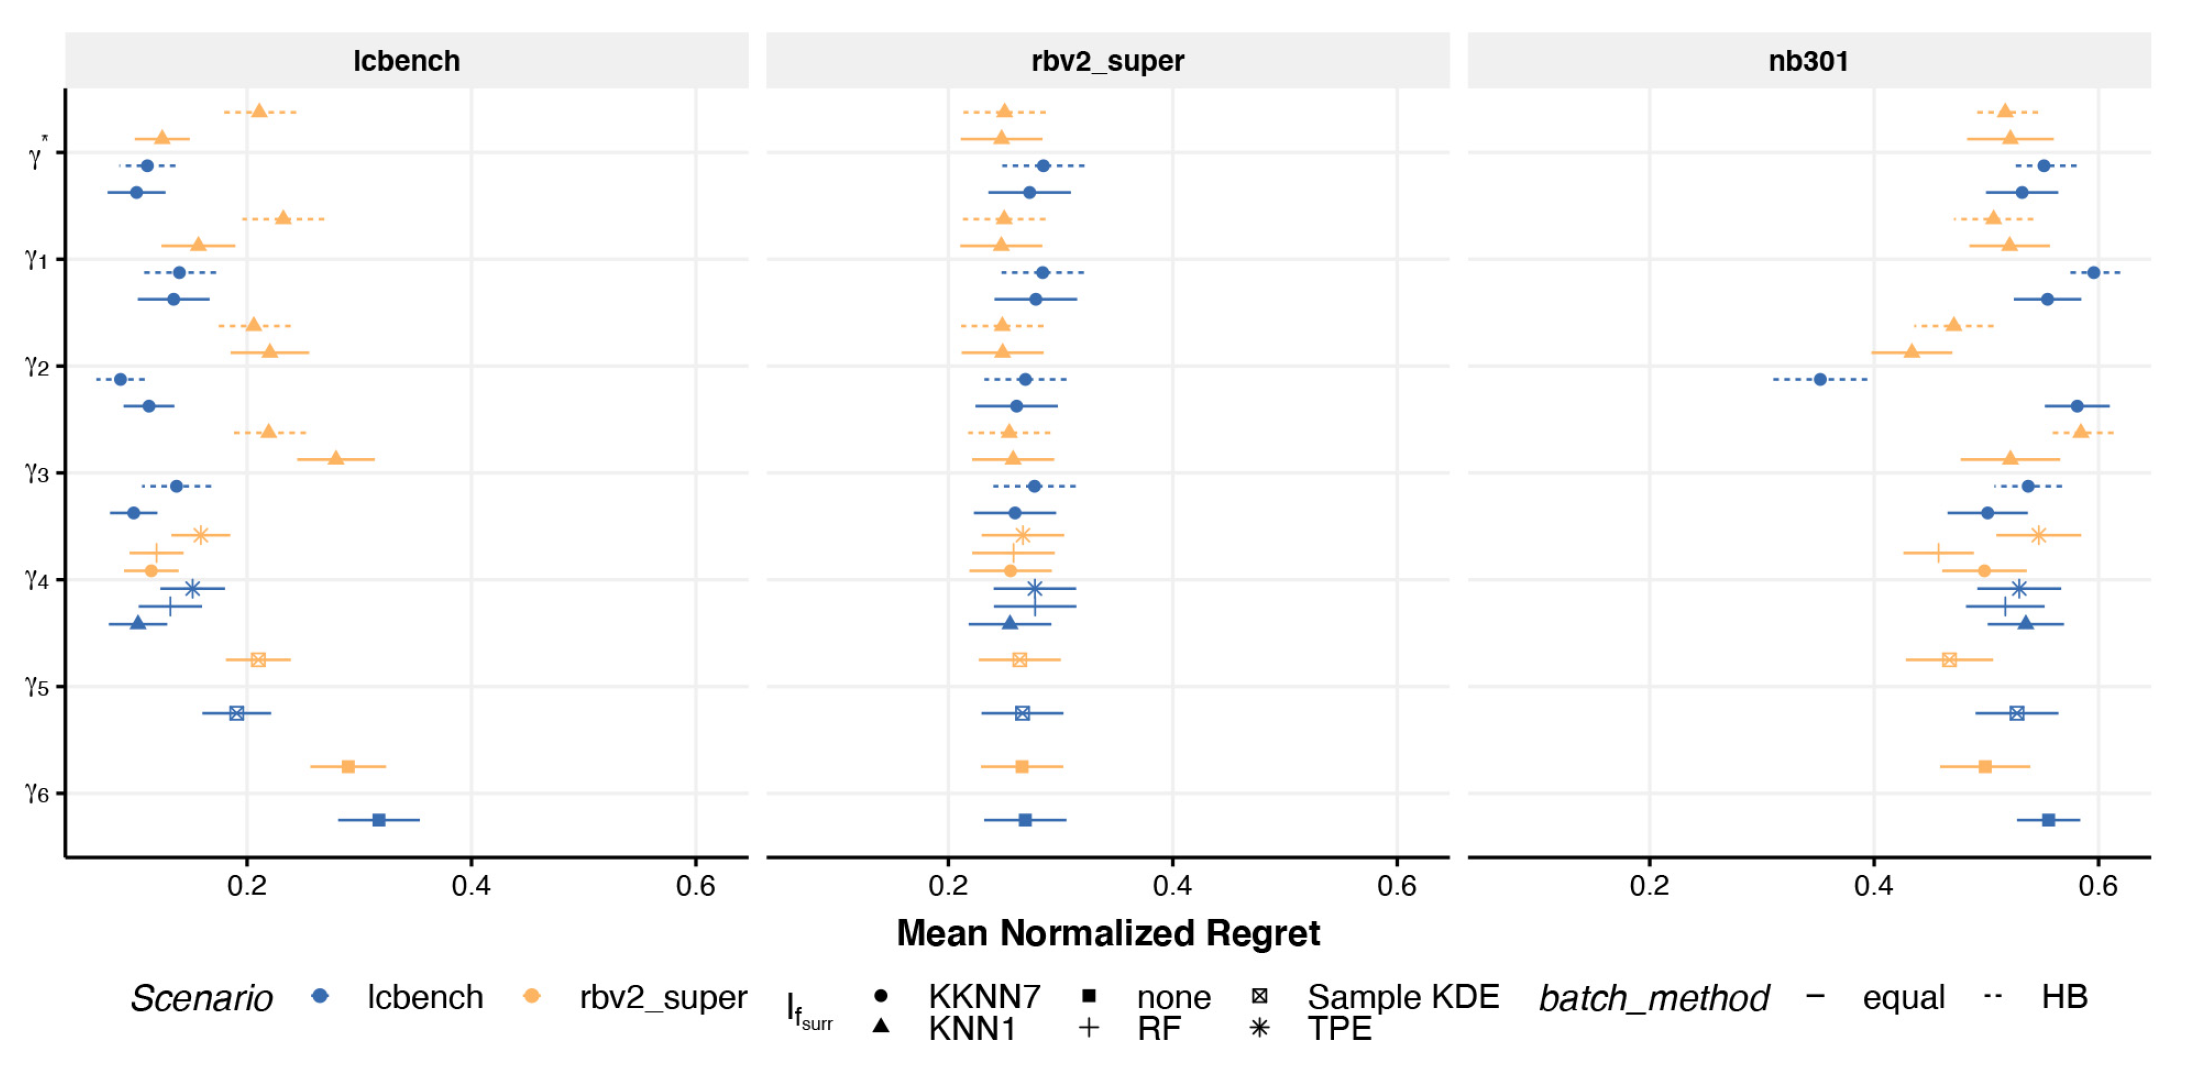 lcbench rbv2_super nb301
γ*
γ1
γ2
γ3
γ4
γ5
γ6
0.2 0.4 0.6 0.2 0.4 0.6 0.2 0.4 0.6
Mean Normalized Regret
Scenario lcbench rbv2_super I_fsurr KKNN7 none Sample KDE batch_method equal HB
KNN1 RF TPE